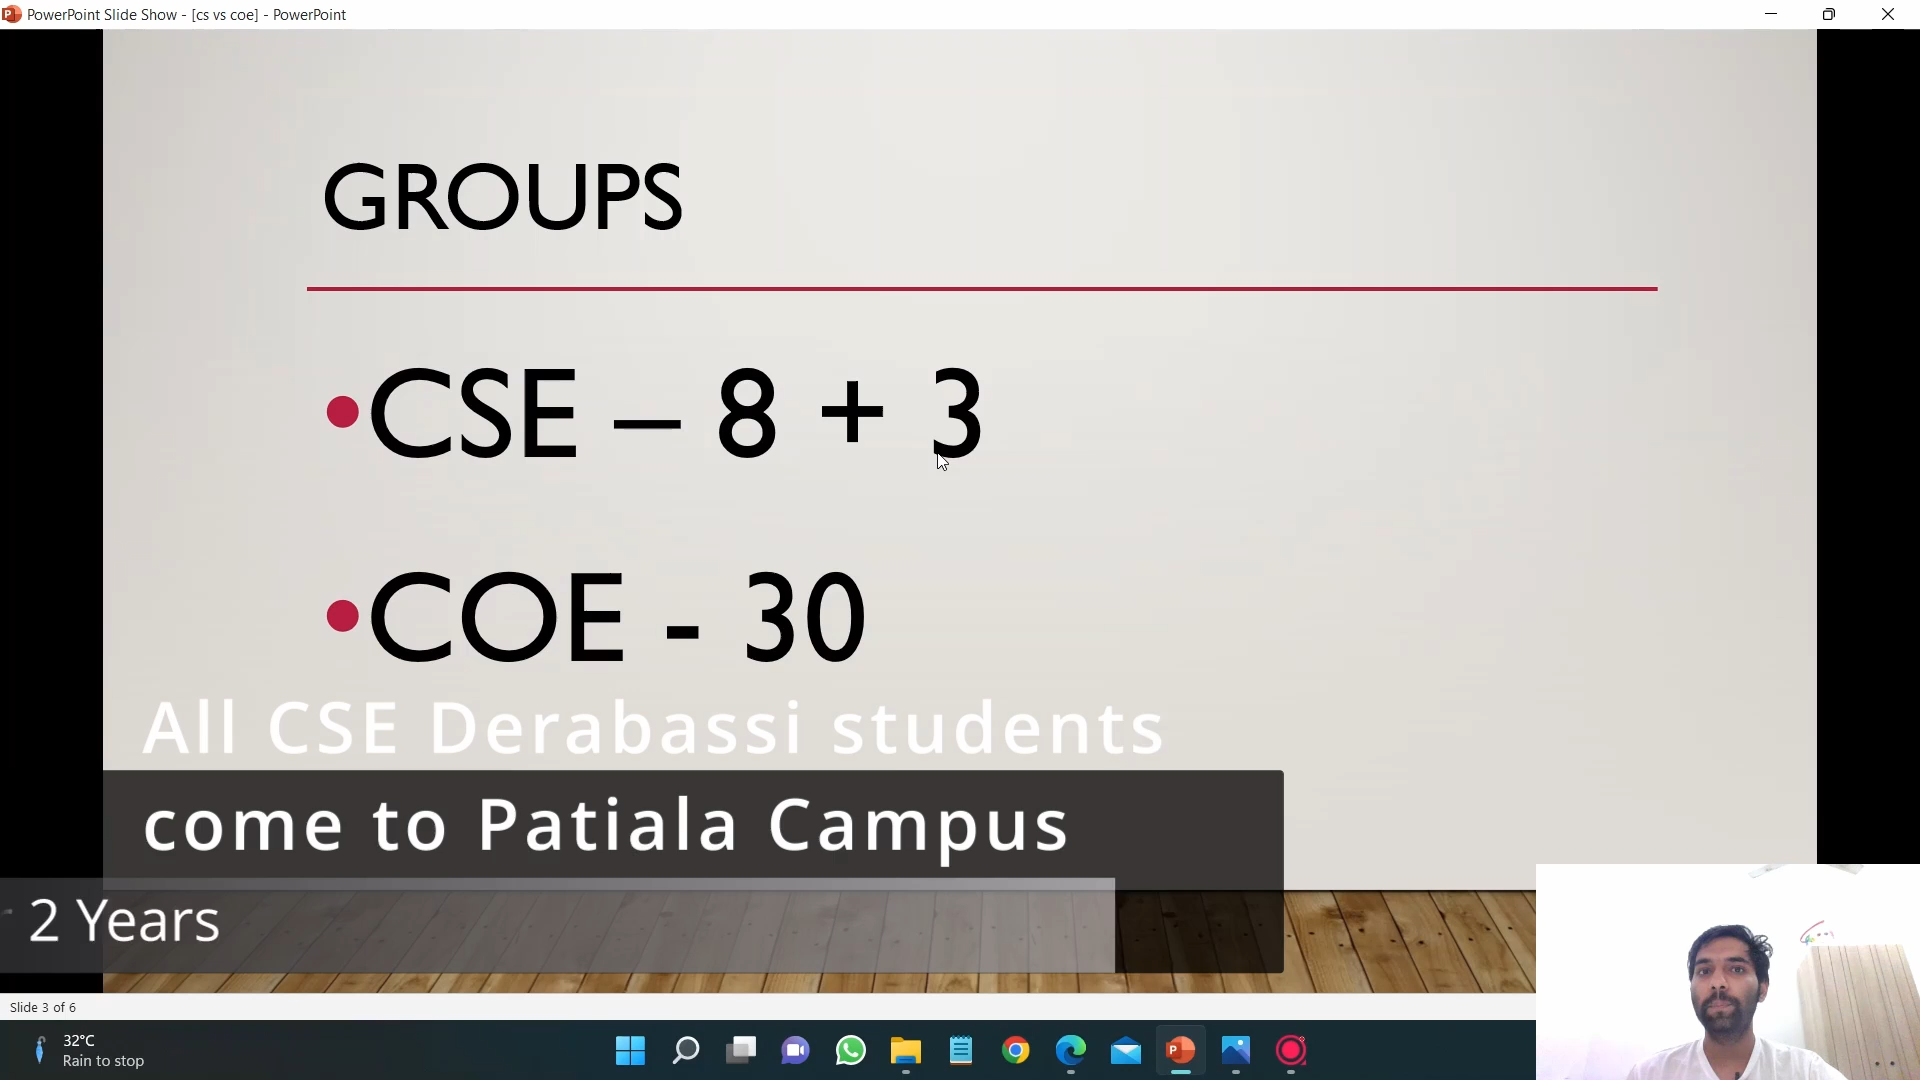 PowerPoint Slide Show - [cs vs coe] - PowerPoint
GROUPS
•CSE – 8 + 3
•COE - 30
All CSE Derabassi students
come to Patiala Campus
2 Years
Slide 3 of 6
32°C
Rain to stop